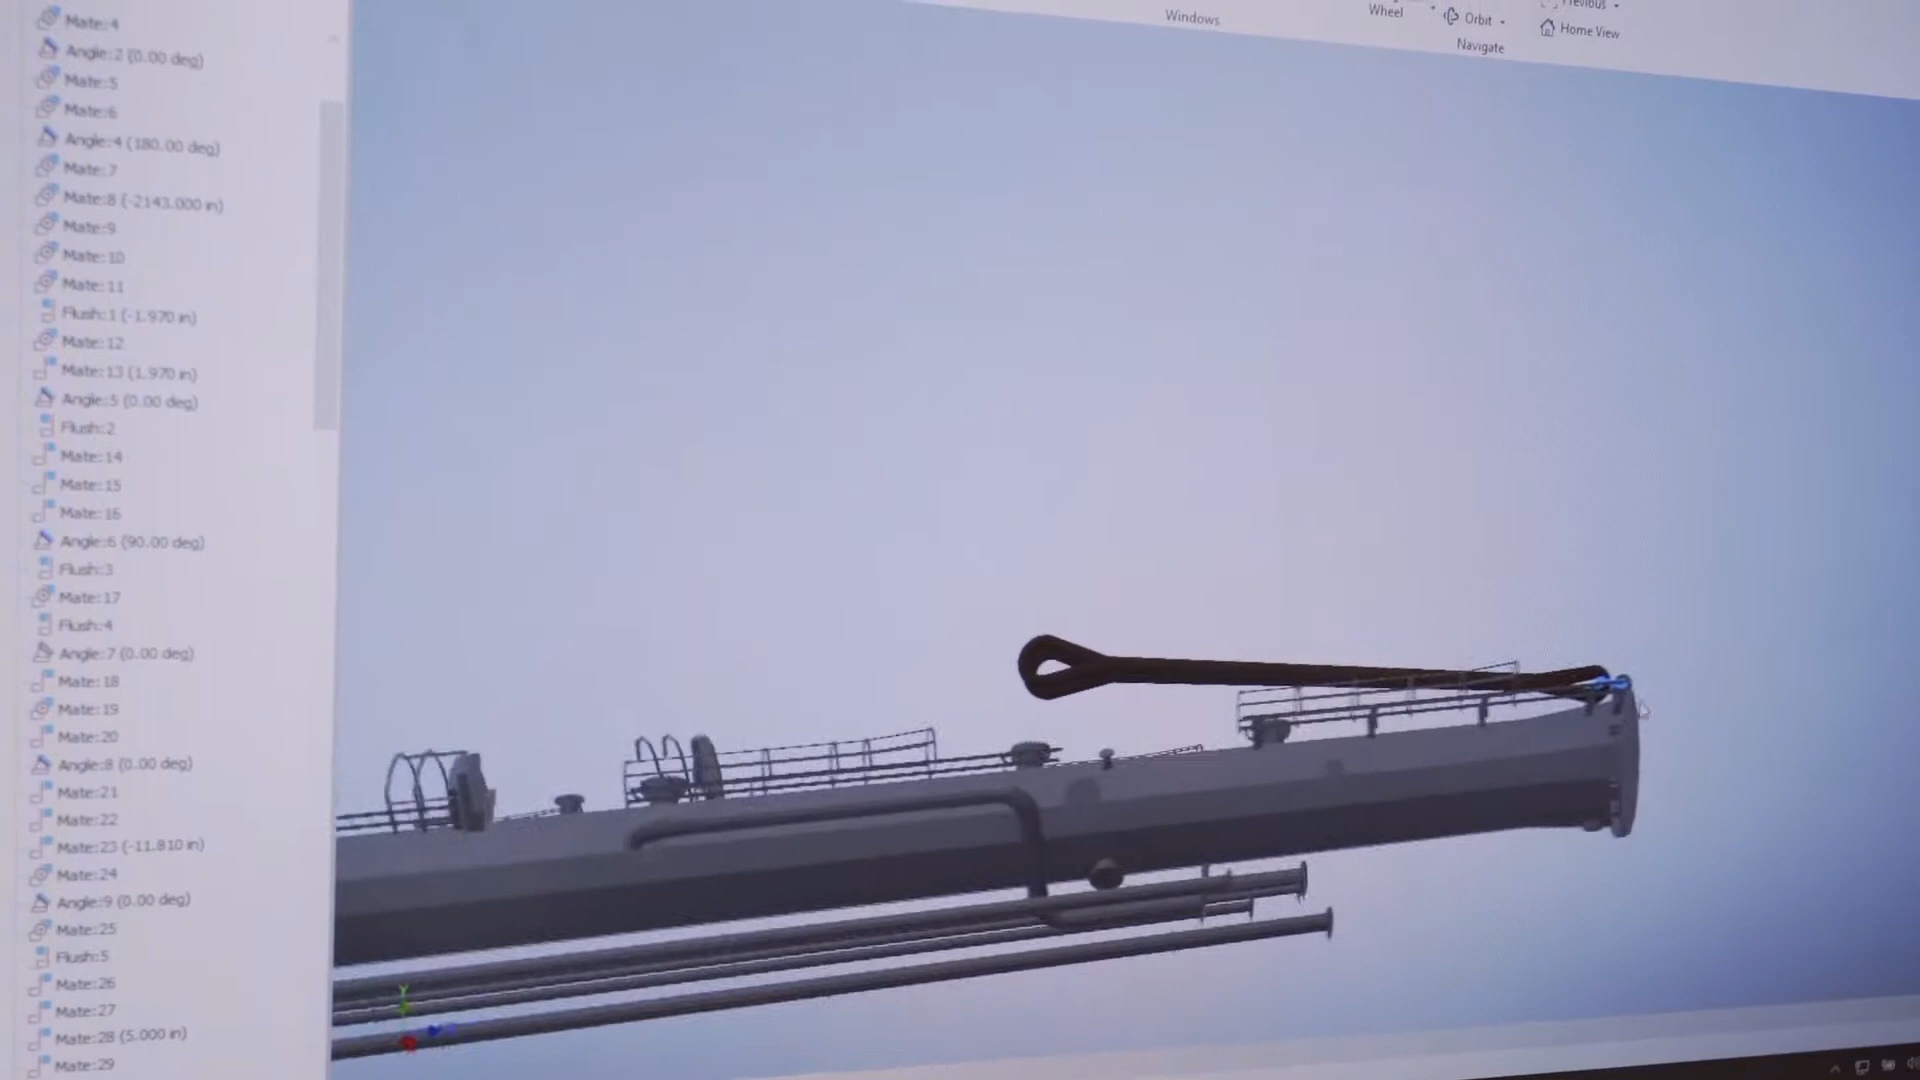 Mate:4
Angle:2 (0.00 deg)
Mate:5
Mate:6
Angle:4 (180.00 deg)
Mate:7
Mate:8 (-2143.000 in)
Mate:9
Mate:10
Mate:11
Flush:1 (-1.970 in)
Mate:12
Mate:13 (1.970 in)
Angle:5 (0.00 deg)
Flush:2
Mate:14
Mate:15
Mate:16
Angle:6 (90.00 deg)
Flush:3
Mate:17
Flush:4
Angle:7 (0.00 deg)
Mate:18
Mate:19
Mate:20
Angle:8 (0.00 deg)
Mate:21
Mate:22
Mate:23 (-11.810 in)
Mate:24
Angle:9 (0.00 deg)
Mate:25
Flush:5
Mate:26
Mate:27
Mate:28 (5.000 in)
Mate:29
Windows
Wheel
Orbit
Previous
Home View
Navigate
Y